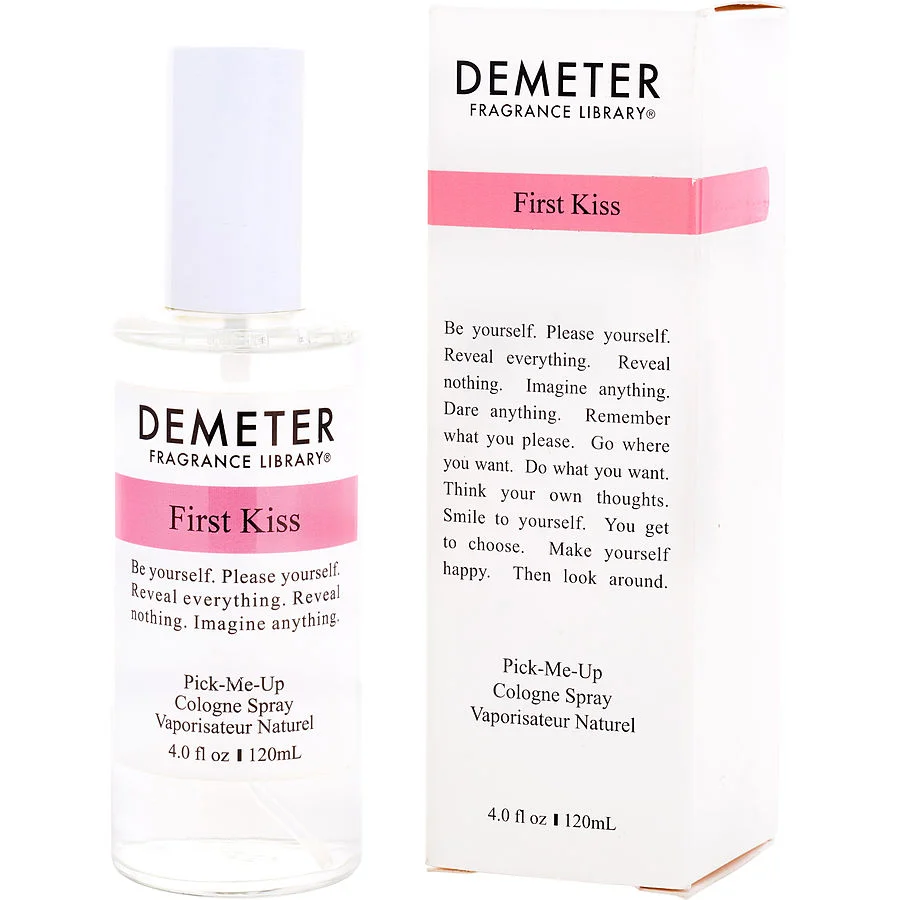 DEMETER
FRAGRANCE LIBRARY®
First Kiss
Be yourself. Please yourself.
Reveal everything. Reveal
nothing. Imagine anything.
Pick-Me-Up
Cologne Spray
Vaporisateur Naturel
4.0 fl oz 120mL
DEMETER
FRAGRANCE LIBRARY®
First Kiss
Be yourself. Please yourself.
Reveal everything. Reveal
nothing. Imagine anything.
Dare anything. Remember
what you please. Go where
you want. Do what you want.
Think your own thoughts.
Smile to yourself. You get
to choose. Make yourself
happy. Then look around.
Pick-Me-Up
Cologne Spray
Vaporisateur Naturel
4.0 fl oz 120mL